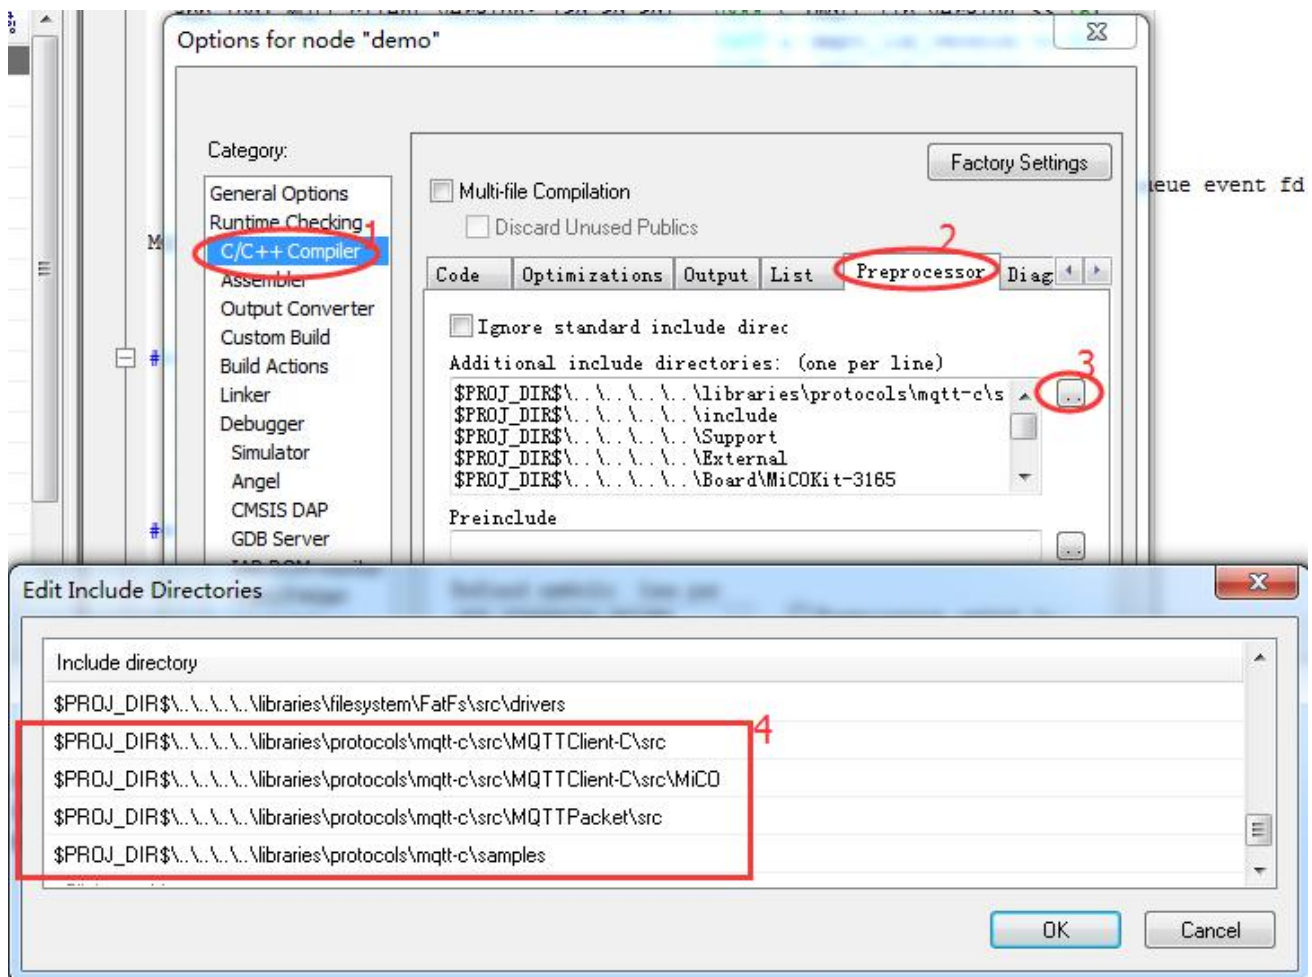 Options for node "demo"
Category:
Factory Settings
General Options
Runtime Checking
C/C++ Compiler
Assembler
Output Converter
Custom Build
Build Actions
Linker
Debugger
Simulator
Angel
CMSIS DAP
GDB Server
1
Multi-file Compilation
Discard Unused Publics
2
Code Optimizations Output List Preprocessor Diag
Ignore standard include direc
Additional include directories: (one per line)
3
$PROJ_DIR$\..\..\..\..\libraries\protocols\mqtt-c\s
$PROJ_DIR$\..\..\..\..\include
$PROJ_DIR$\..\..\..\..\Support
$PROJ_DIR$\..\..\..\..\External
$PROJ_DIR$\..\..\..\..\Board\MiCOKit-3165
..
Preinclude
..
ueue event fd
Edit Include Directories
Include directory
$PROJ_DIR$\..\..\..\..\libraries\filesystem\FatFs\src\drivers
$PROJ_DIR$\..\..\..\..\libraries\protocols\mqtt-c\src\MQTTClient-C\src
4
$PROJ_DIR$\..\..\..\..\libraries\protocols\mqtt-c\src\MQTTClient-C\src\MiCO
$PROJ_DIR$\..\..\..\..\libraries\protocols\mqtt-c\src\MQTTPacket\src
$PROJ_DIR$\..\..\..\..\libraries\protocols\mqtt-c\samples
OK
Cancel